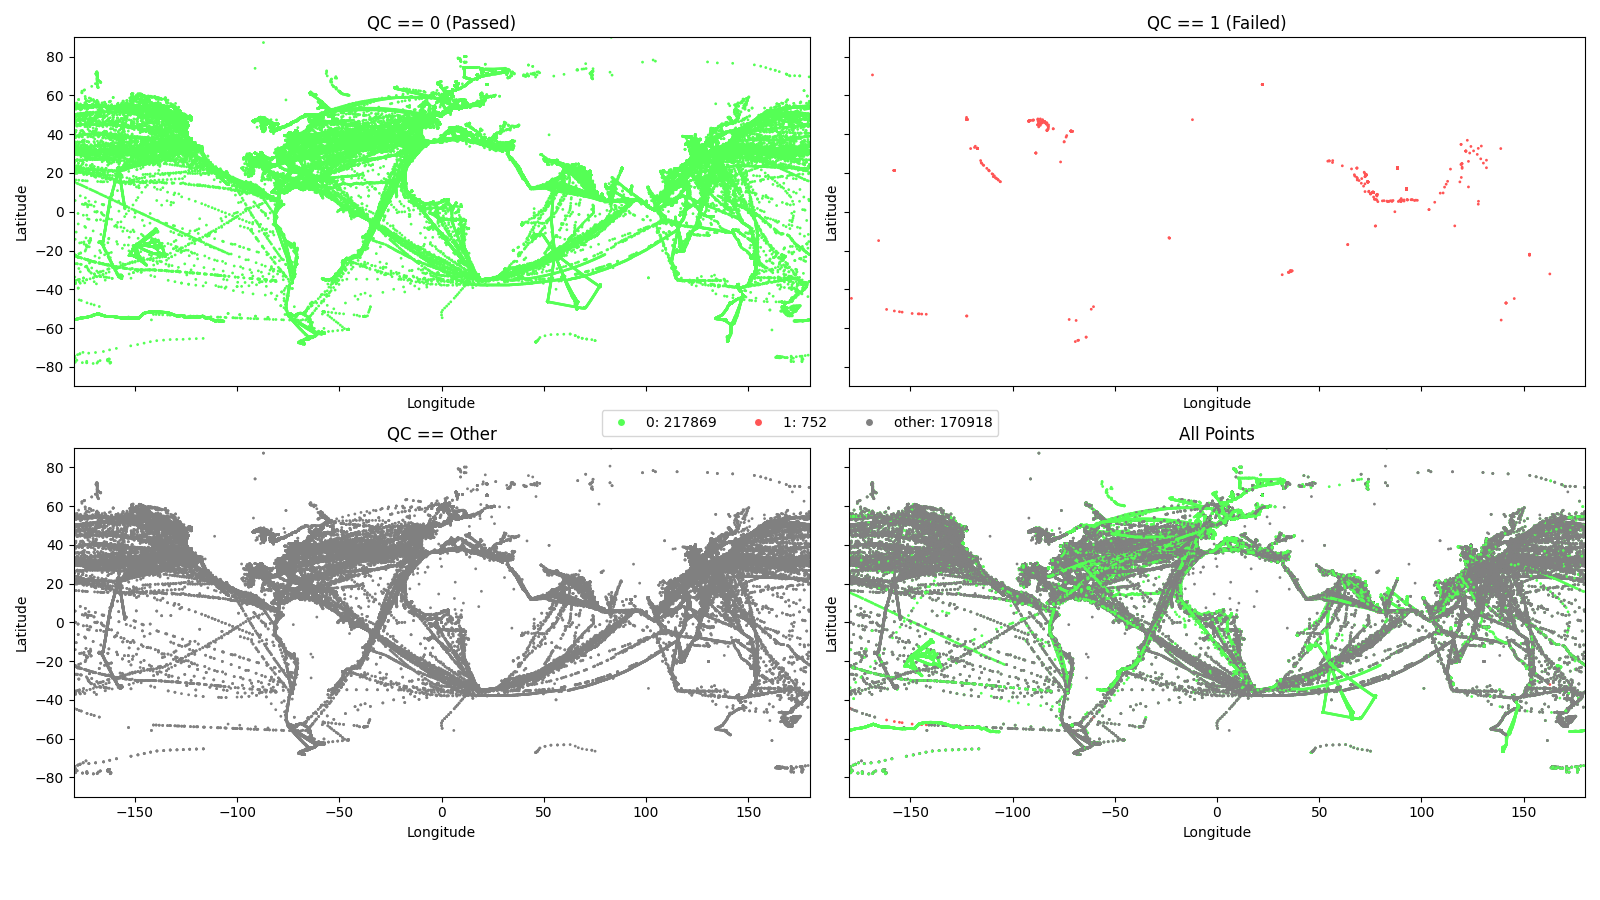 QC == 0 (Passed)
QC == 1 (Failed)
80
60
40
20
0
−20
−40
−60
−80
Latitude
Latitude
Longitude
Longitude
0: 217869
1: 752
other: 170918
QC == Other
All Points
80
60
40
20
0
−20
−40
−60
−80
Latitude
Latitude
−150
−100
−50
0
50
100
150
−150
−100
−50
0
50
100
150
Longitude
Longitude